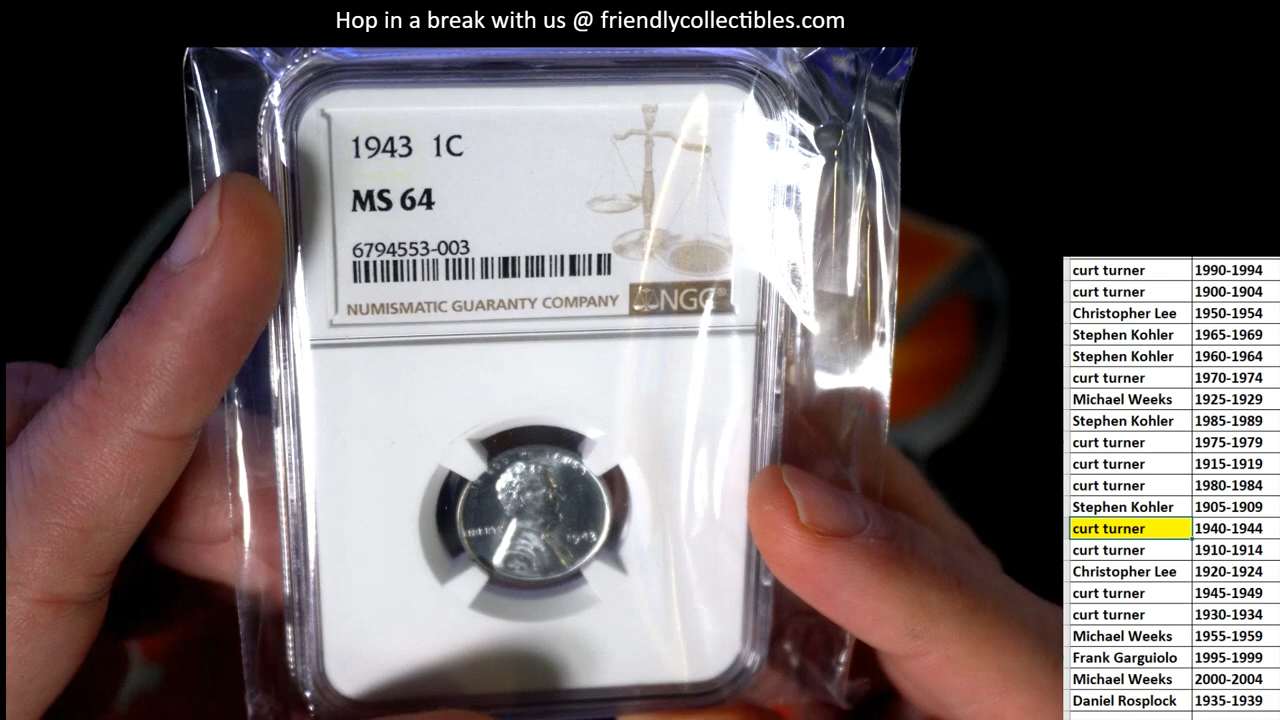 Hop in a break with us @ friendlycollectibles.com
1943 1C
MS 64
6794553-003
NUMISMATIC GUARANTY COMPANY NGC®
LIBERTY 1943
curt turner 1990-1994
curt turner 1900-1904
Christopher Lee 1950-1954
Stephen Kohler 1965-1969
Stephen Kohler 1960-1964
curt turner 1970-1974
Michael Weeks 1925-1929
Stephen Kohler 1985-1989
curt turner 1975-1979
curt turner 1915-1919
curt turner 1980-1984
Stephen Kohler 1905-1909
curt turner 1940-1944
curt turner 1910-1914
Christopher Lee 1920-1924
curt turner 1945-1949
curt turner 1930-1934
Michael Weeks 1955-1959
Frank Garguiolo 1995-1999
Michael Weeks 2000-2004
Daniel Rosplock 1935-1939